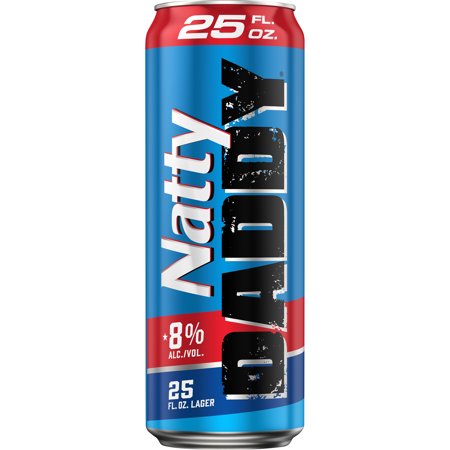 25 FL. OZ.
Natty
DADDY
*8%
ALC./VOL.
25
FL. OZ. LAGER